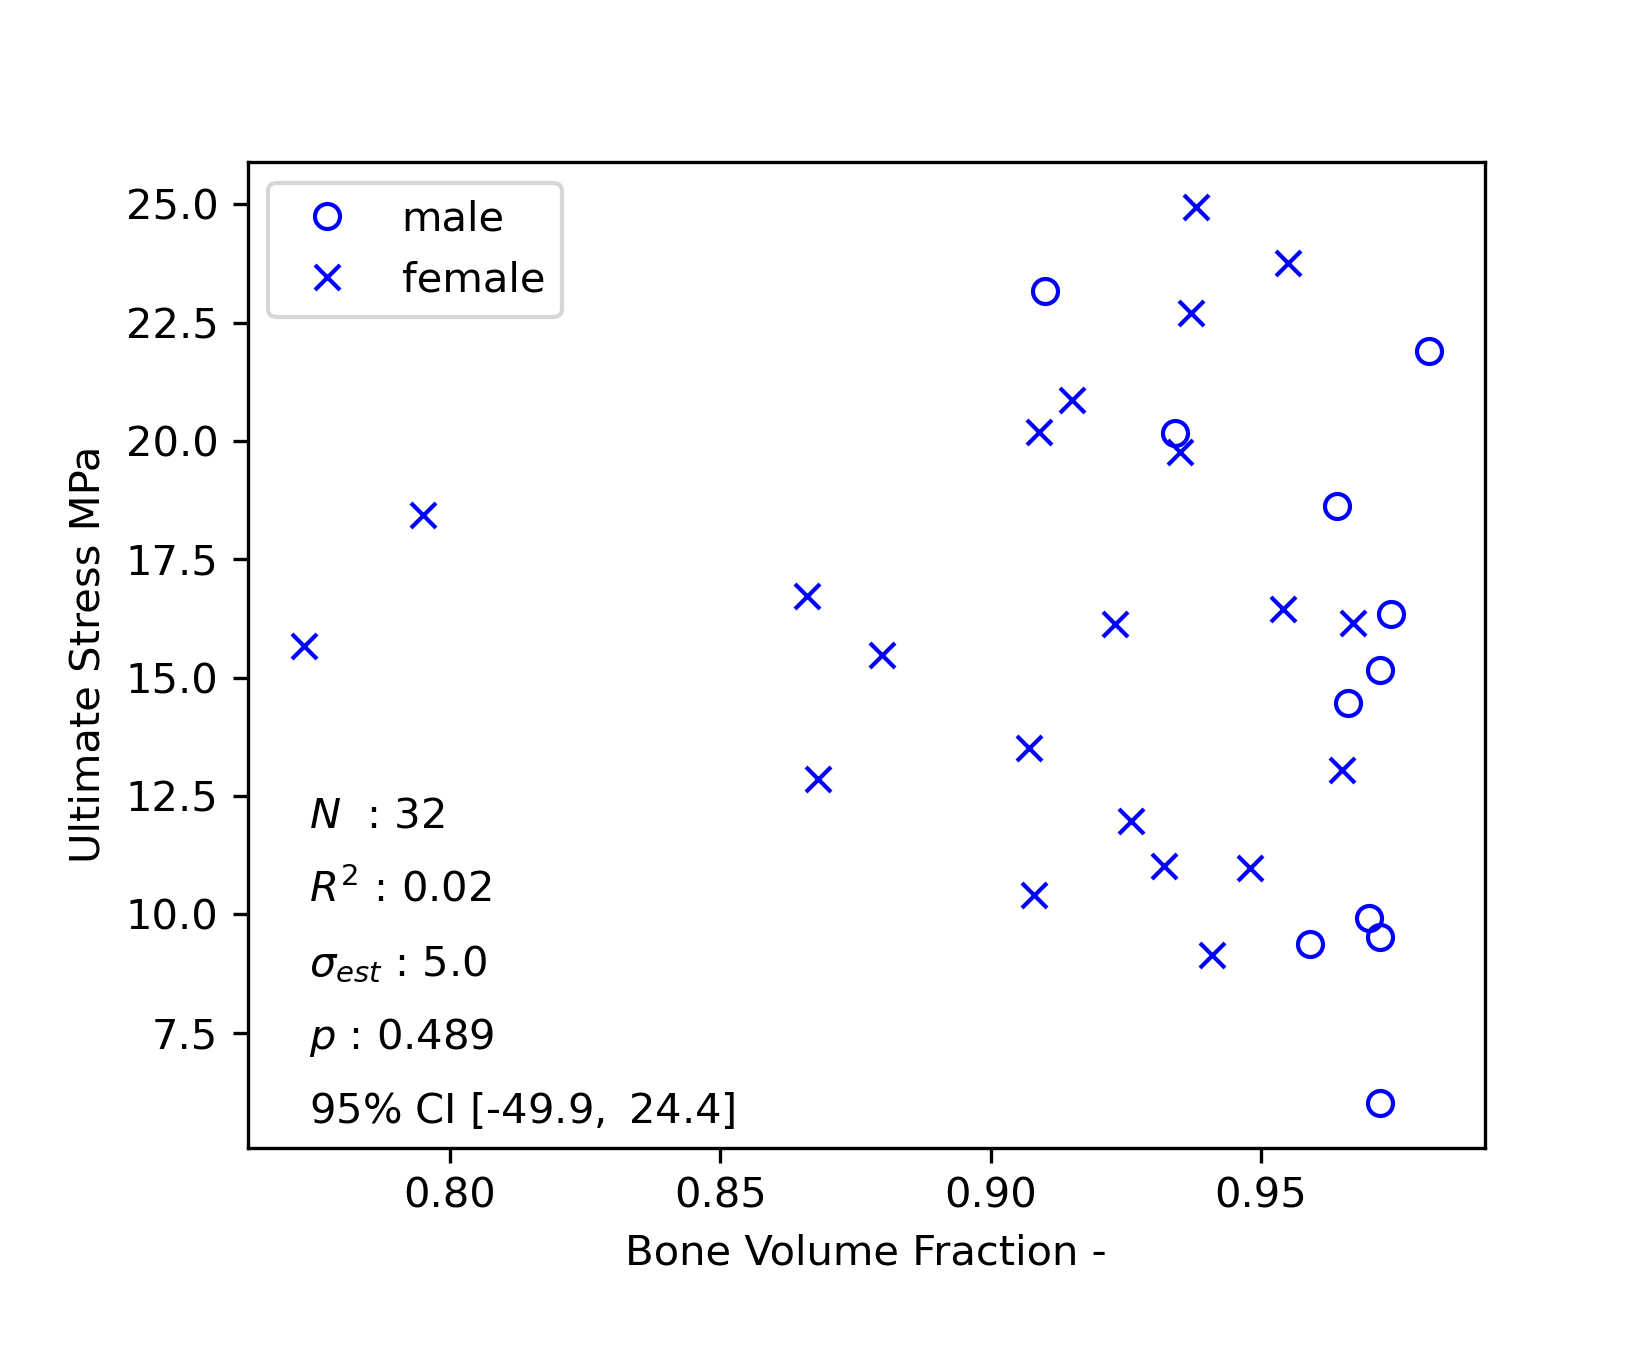 male
female
25.0
22.5
20.0
17.5
15.0
12.5
10.0
7.5
Ultimate Stress MPa
N : 32
R² : 0.02
σest : 5.0
p : 0.489
95% CI [-49.9, 24.4]
0.80 0.85 0.90 0.95
Bone Volume Fraction -